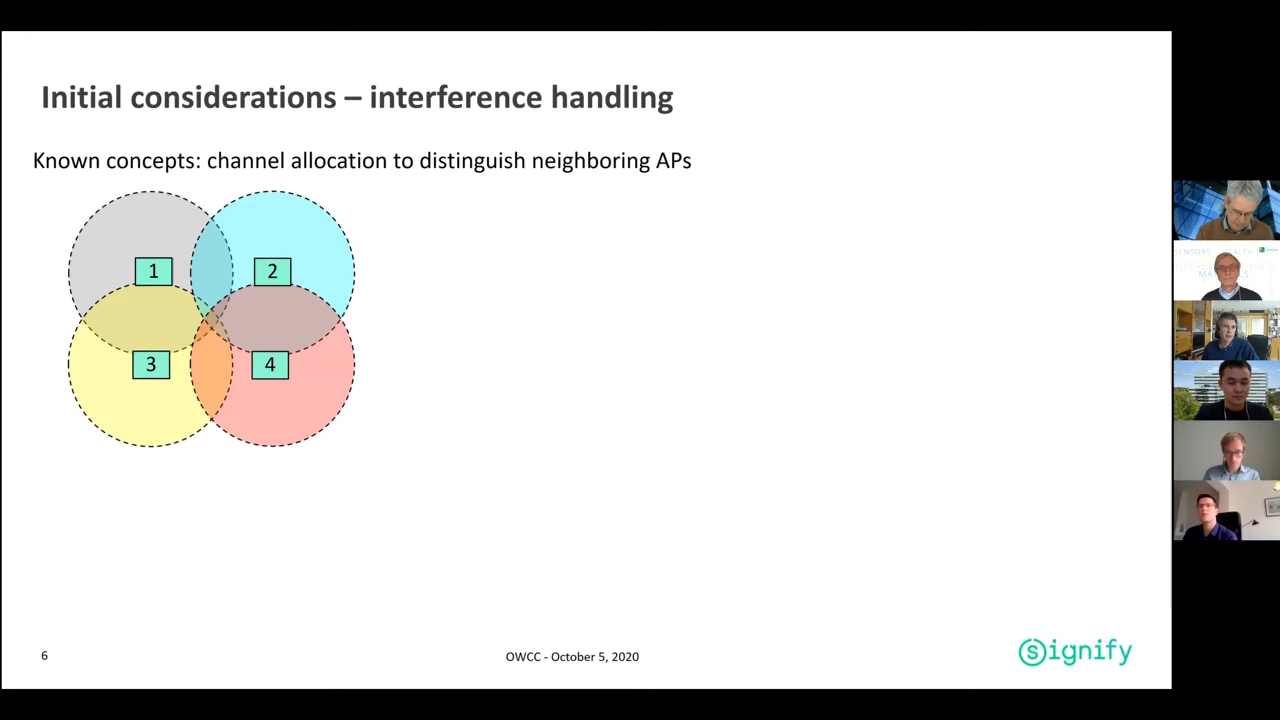 Initial considerations – interference handling
Known concepts: channel allocation to distinguish neighboring APs
1
2
3
4
6
OWCC - October 5, 2020
Signify